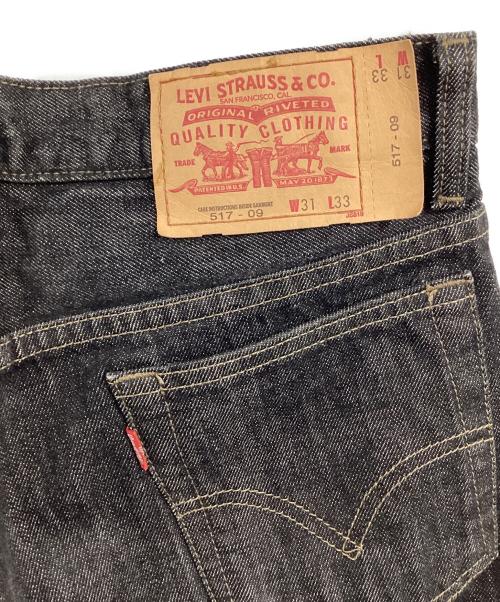 LEVI STRAUSS & CO.
SAN FRANCISCO, CAL.
ORIGINAL RIVETED
QUALITY CLOTHING
TRADE MARK
PATENTED IN U.S. MAY 20 1873
CARE INSTRUCTIONS INSIDE GARMENT
517 - 09 W31 L33
W L
31 33
517 - 09